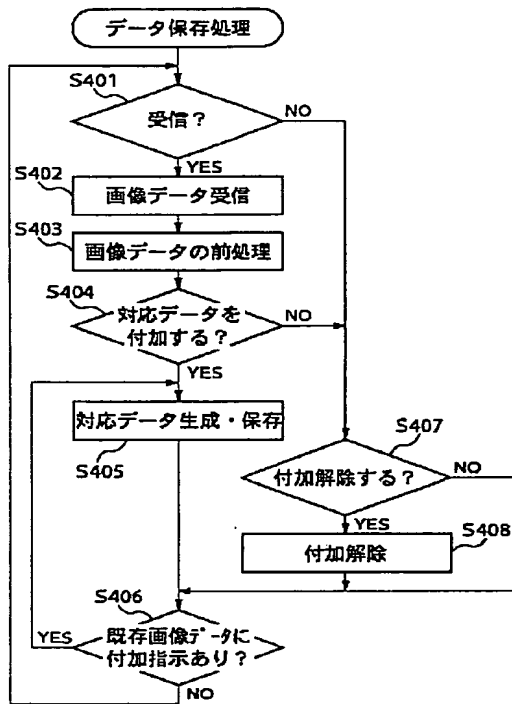 データ保存処理
S401
受信？
NO
YES
S402
画像データ受信
S403
画像データの前処理
S404
対応データを
付加する？
NO
YES
対応データ生成・保存
S405
S407
付加解除する？
NO
YES
付加解除
S408
S406
既存画像データに
付加指示あり？
YES
NO